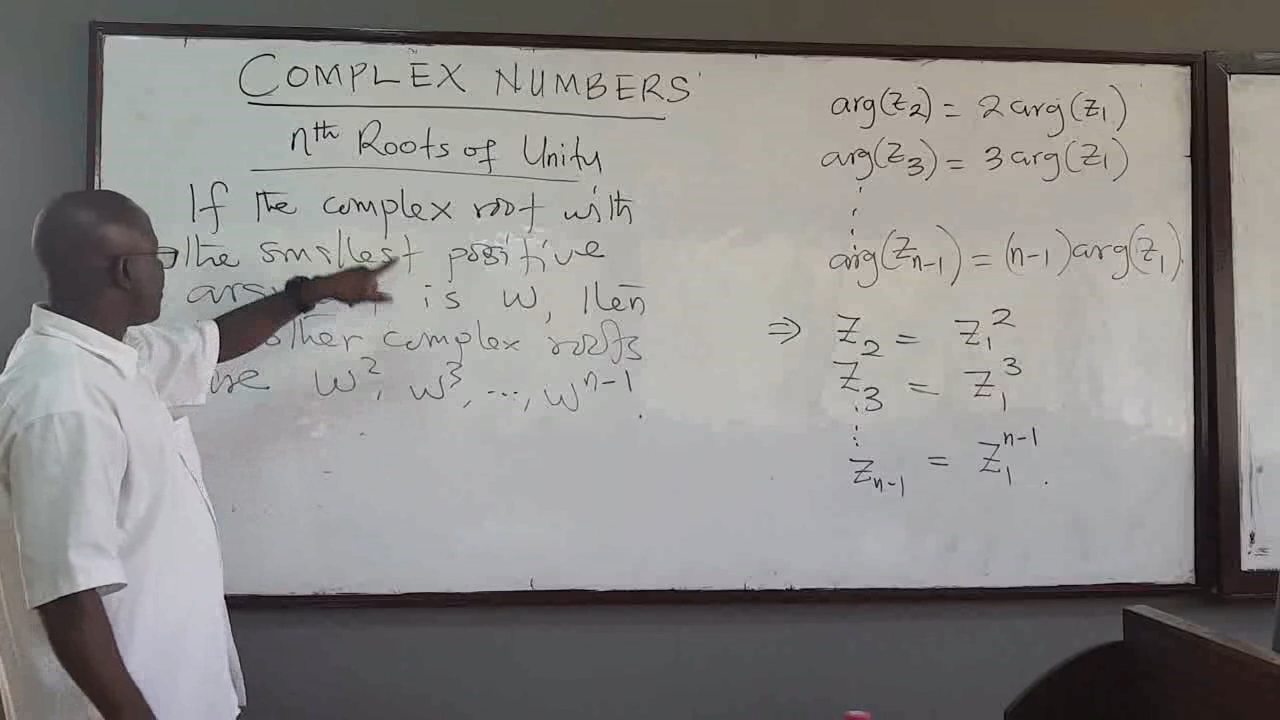 COMPLEX NUMBERS
nth Roots of Unity
If the complex root with
the smallest positive
is w, then
other complex roots
w², w³, ..., wⁿ⁻¹.
arg(z₂) = 2 arg(z₁)
arg(z₃) = 3 arg(z₁)
⋮
arg(zₙ₋₁) = (n-1) arg(z₁).
⇒ z₂ = z₁²
z₃ = z₁³
⋮
zₙ₋₁ = z₁ⁿ⁻¹.